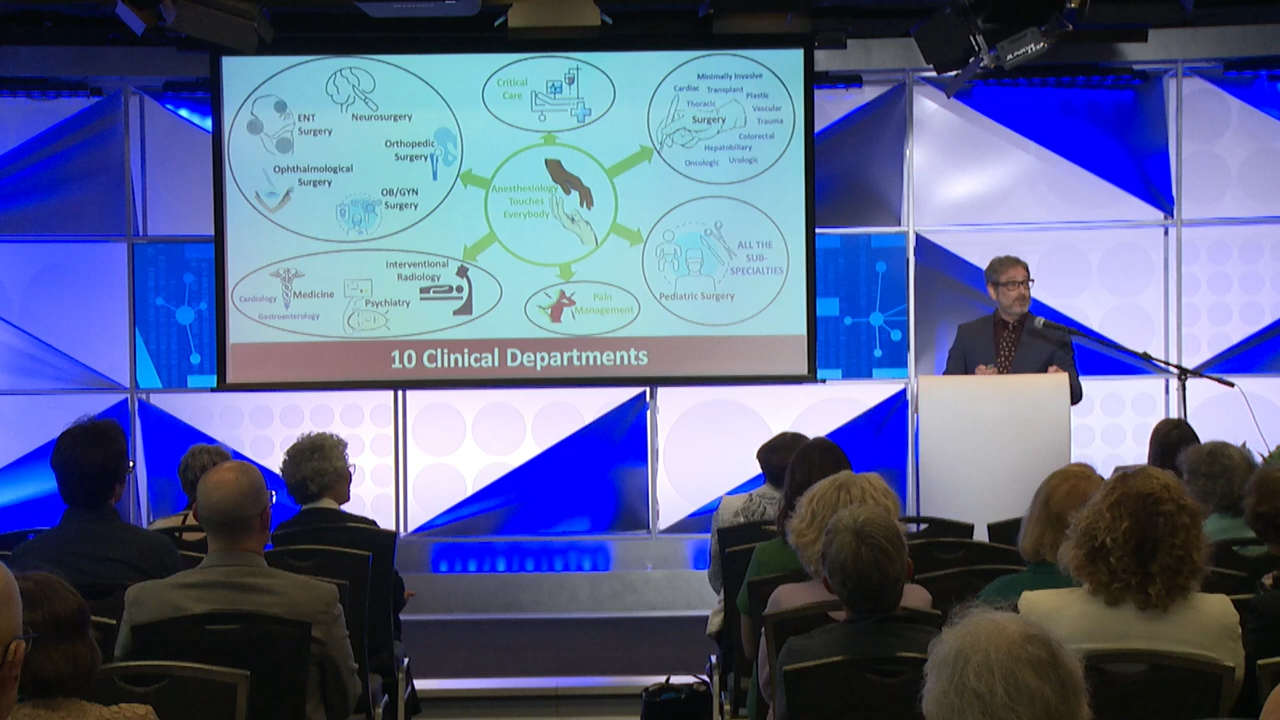 ENT
Surgery
Neurosurgery
Orthopedic
Surgery
Ophthalmological
Surgery
OB/GYN
Surgery
Critical
Care
Minimally Invasive
Cardiac
Transplant
Plastic
Thoracic
Vascular
Surgery
Trauma
Colorectal
Hepatobiliary
Oncologic
Urologic
Anesthesiology
Touches
Everybody
ALL THE
SUB-
SPECIALTIES
Pediatric Surgery
Interventional
Radiology
Cardiology
Medicine
Gastroenterology
Psychiatry
Pain
Management
10 Clinical Departments